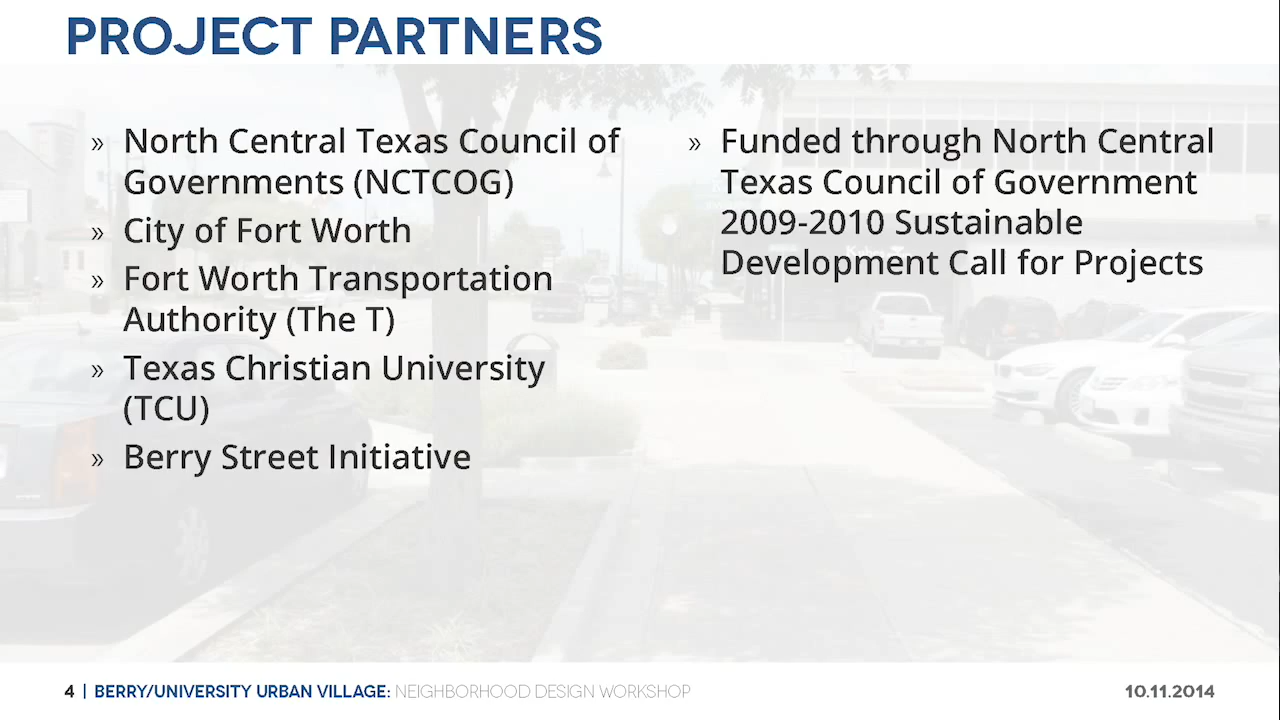 PROJECT PARTNERS
» North Central Texas Council of
Governments (NCTCOG)
» City of Fort Worth
» Fort Worth Transportation
Authority (The T)
» Texas Christian University
(TCU)
» Berry Street Initiative
» Funded through North Central
Texas Council of Government
2009-2010 Sustainable
Development Call for Projects
4 | BERRY/UNIVERSITY URBAN VILLAGE: NEIGHBORHOOD DESIGN WORKSHOP
10.11.2014